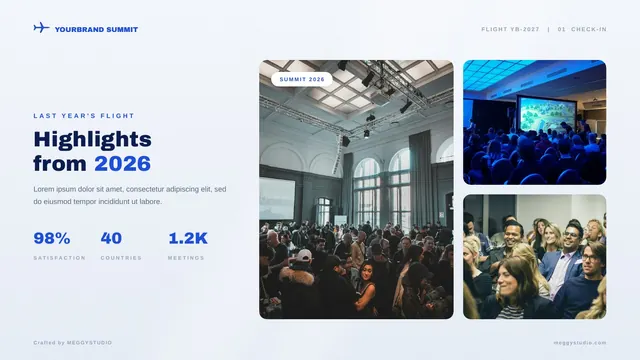 YOURBRAND SUMMIT
FLIGHT YB-2027 | 01 CHECK-IN
LAST YEAR'S FLIGHT
Highlights
from 2026
Lorem ipsum dolor sit amet, consectetur adipiscing elit, sed
do eiusmod tempor incididunt ut labore.
98% 40 1.2K
SATISFACTION COUNTRIES MEETINGS
SUMMIT 2026
Crafted by MEGGYSTUDIO
meggystudio.com